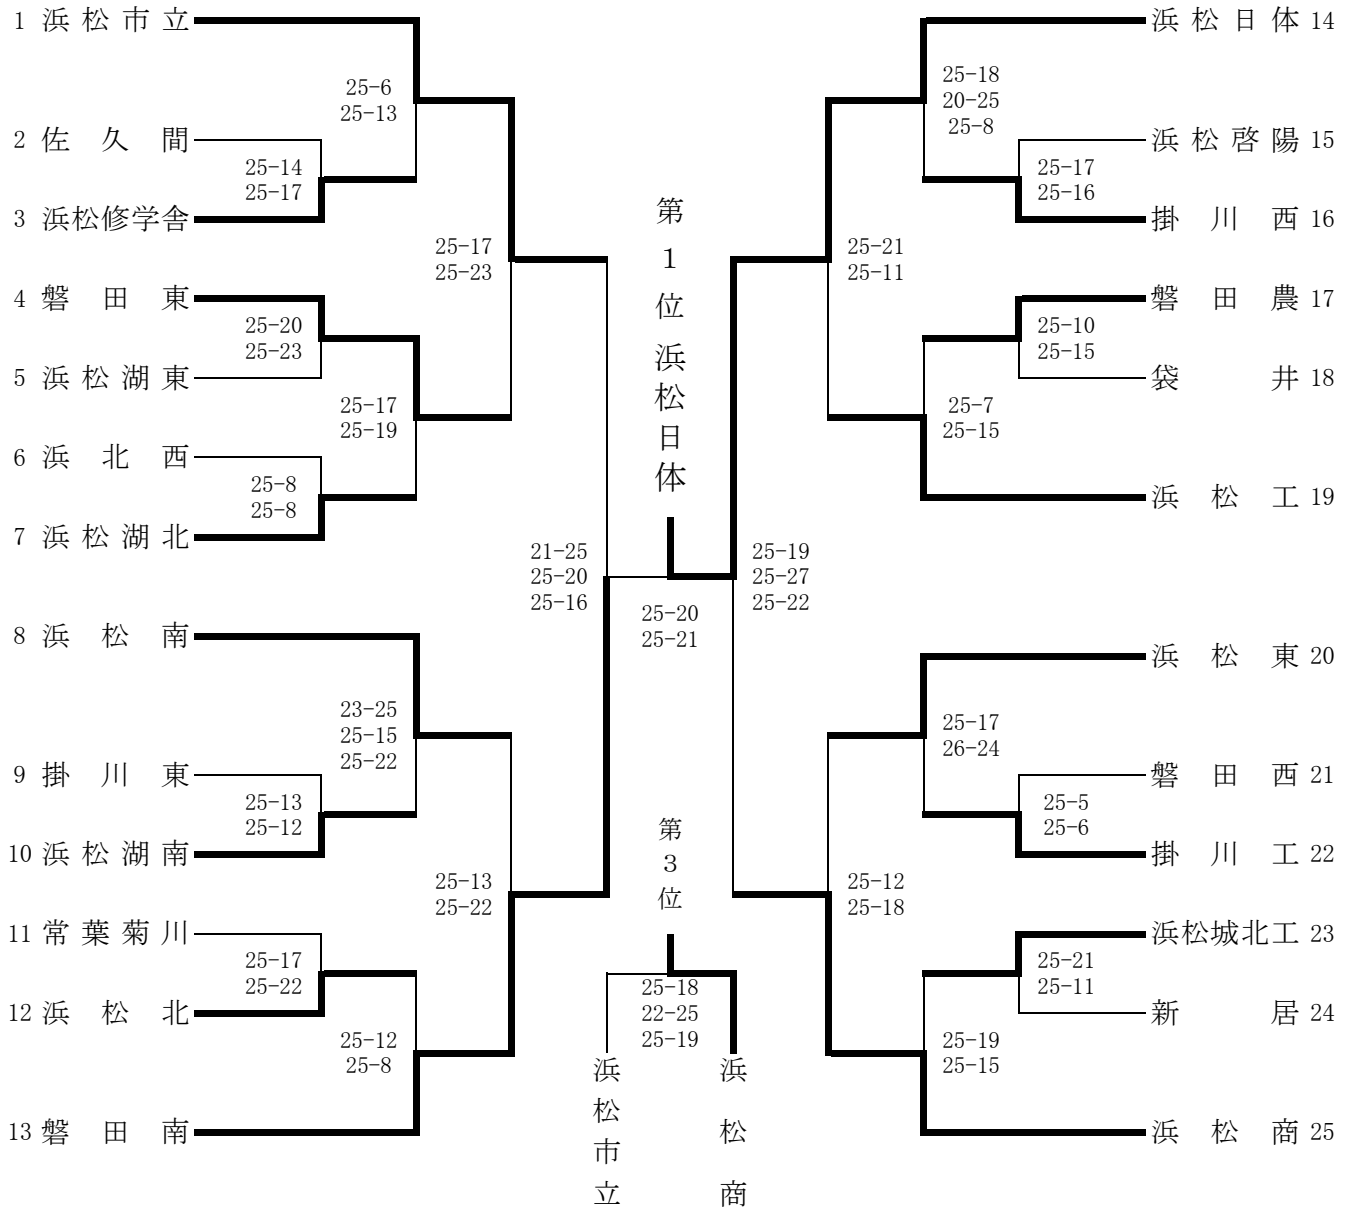 1 浜松市立
25-6
25-13
2 佐久間
25-14
25-17
3 浜松修学舎
25-17
25-23
4 磐田東
25-20
25-23
5 浜松湖東
25-17
25-19
6 浜北西
25-8
25-8
7 浜松湖北
21-25
25-20
25-16
8 浜松南
23-25
25-15
25-22
9 掛川東
25-13
25-12
10 浜松湖南
25-13
25-22
11 常葉菊川
25-17
25-22
12 浜松北
25-12
25-8
13 磐田南
第1位 浜松日体
25-20
25-21
第3位
25-18
22-25
25-19
浜松市立
浜松商
浜松日体 14
25-18
20-25
25-8
浜松啓陽 15
25-17
25-16
掛川西 16
25-21
25-11
磐田農 17
25-10
25-15
袋井 18
25-7
25-15
浜松工 19
25-19
25-27
25-22
浜松東 20
25-17
26-24
磐田西 21
25-5
25-6
掛川工 22
25-12
25-18
浜松城北工 23
25-21
25-11
新居 24
25-19
25-15
浜松商 25